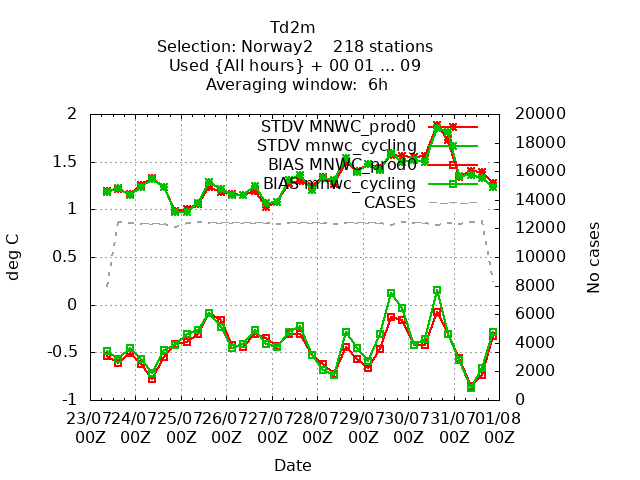 Td2m
Selection: Norway2    218 stations
Used {All hours} + 00 01 ... 09
Averaging window:  6h
2
1.5
1
0.5
0
-0.5
-1
20000
18000
16000
14000
12000
10000
8000
6000
4000
2000
0
STDV MNWC_prod0
STDV mnwc_cycling
BIAS MNWC_prod0
BIAS mnwc_cycling
CASES
deg C
No cases
23/07 24/07 25/07 26/07 27/07 28/07 29/07 30/07 31/07 01/08
00Z 00Z 00Z 00Z 00Z 00Z 00Z 00Z 00Z 00Z
Date